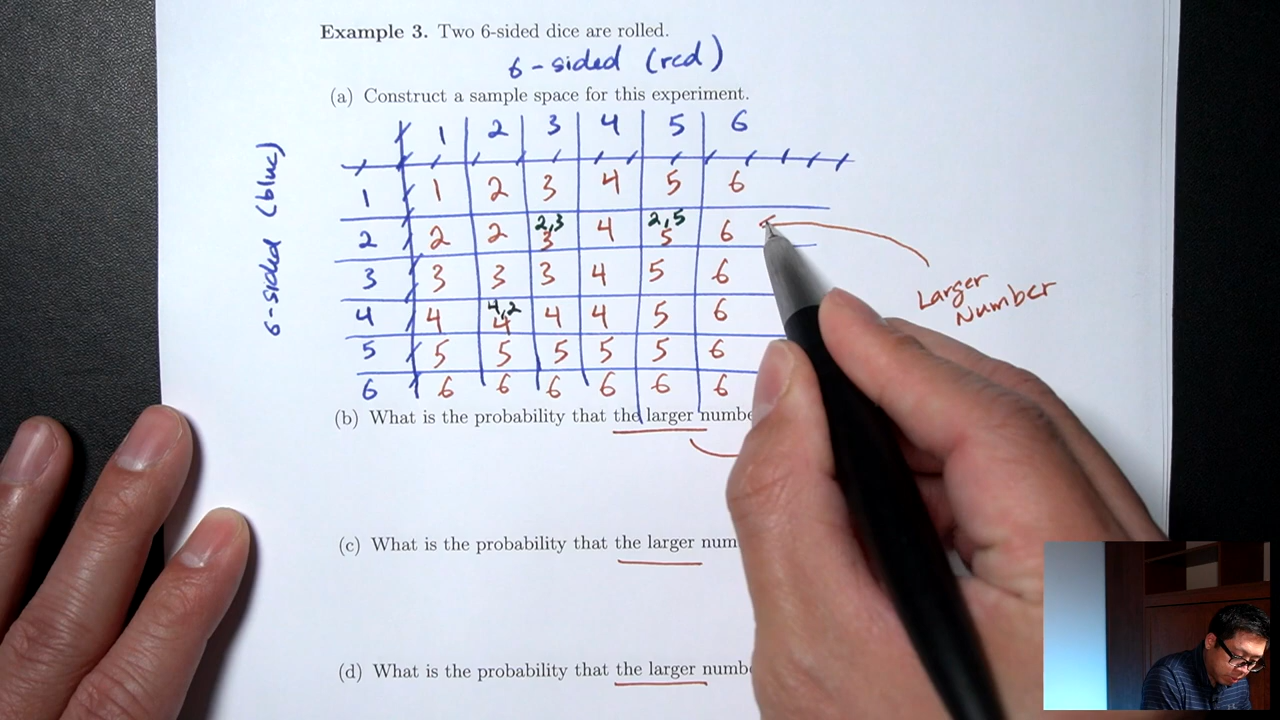 Example 3. Two 6-sided dice are rolled.
6-sided (red)
(a) Construct a sample space for this experiment.
6-sided (blue)
1 2 3 4 5 6
1 1 2 3 4 5 6
2,3 2,5
2 2 2 3 4 5 6
3 3 3 3 4 5 6
4,2
4 4 4 4 4 5 6
5 5 5 5 5 5 6
6 6 6 6 6 6 6
Larger
Number
(b) What is the probability that the larger
(c) What is the probability that the larger
(d) What is the probability that the larger